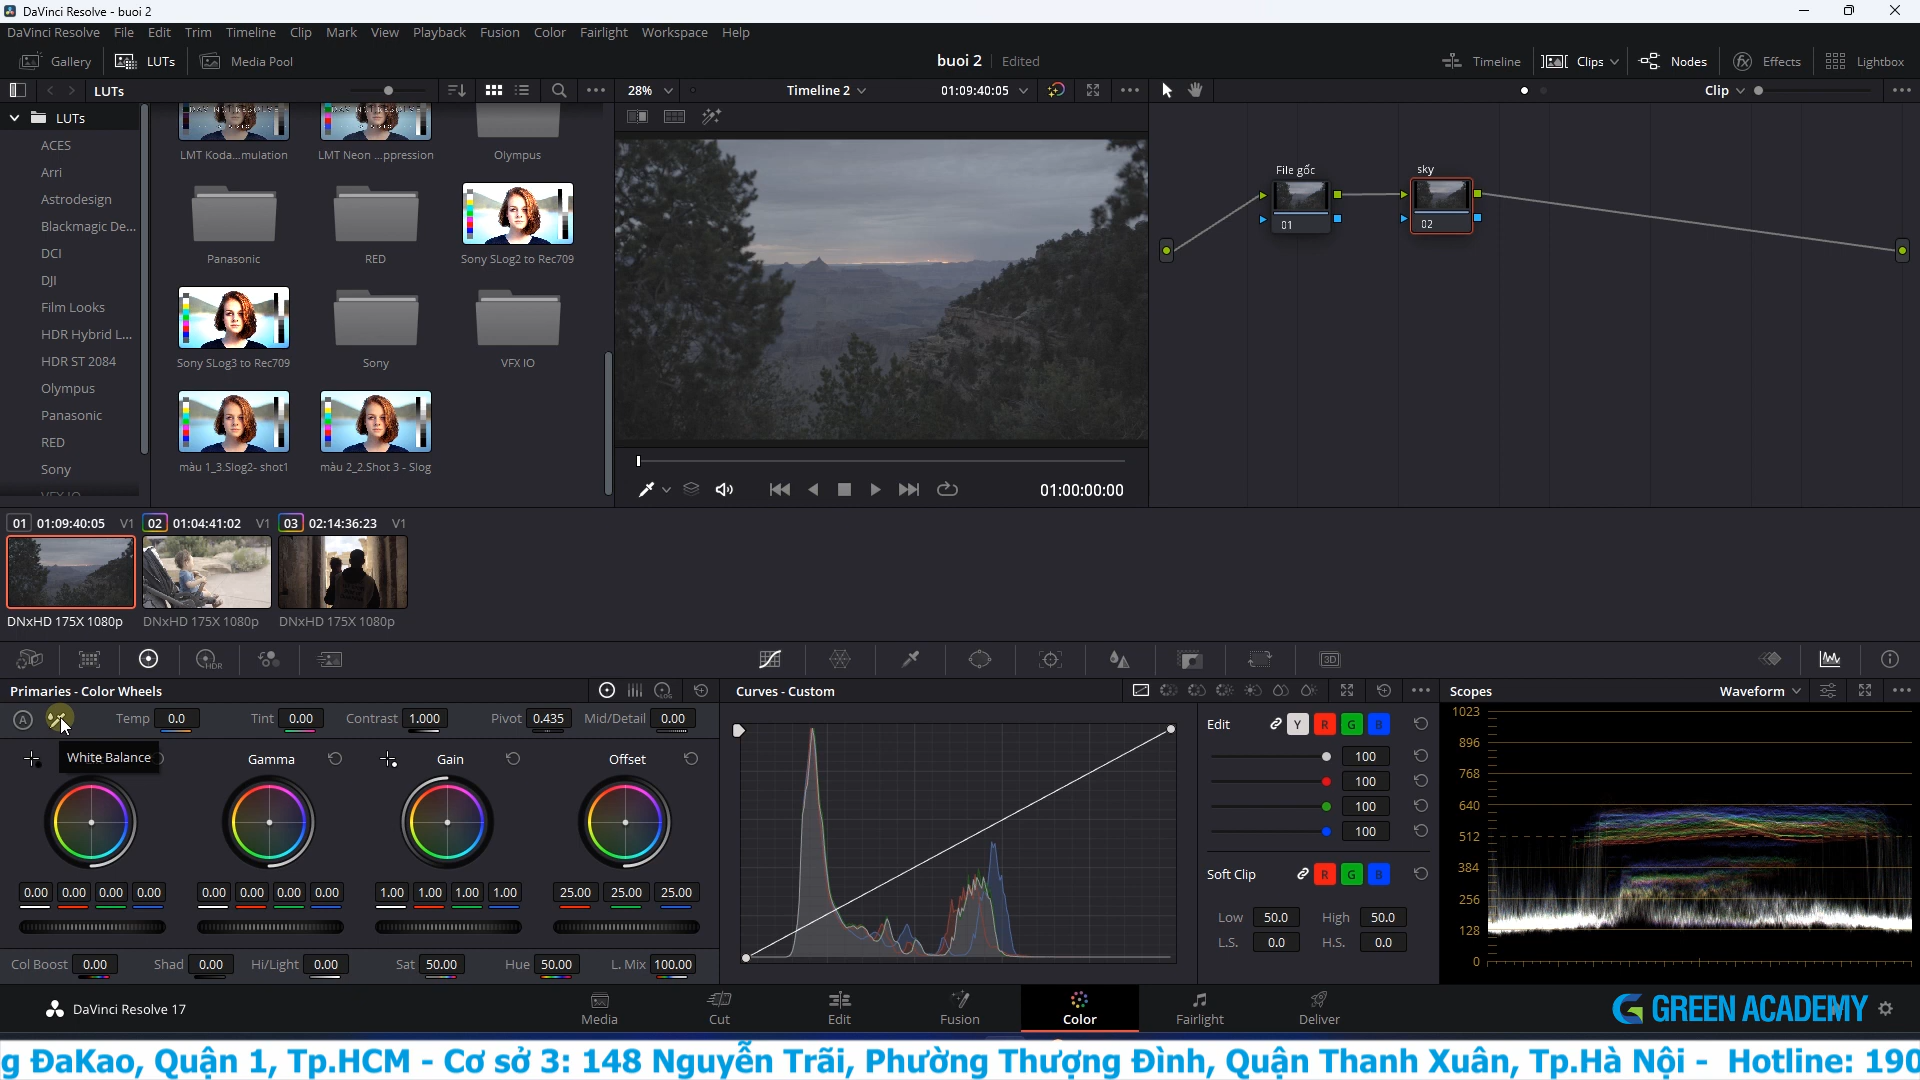 DaVinci Resolve - buoi 2
DaVinci Resolve File Edit Trim Timeline Clip Mark View Playback Fusion Color Fairlight Workspace Help
Gallery LUTs Media Pool buoi 2 Edited Timeline Clips Nodes Effects Lightbox
LUTs 28% Timeline 2 01:09:40:05 Clip
LUTs
ACES
Arri
Astrodesign
Blackmagic De...
DCI
DJI
Film Looks
HDR Hybrid L...
HDR ST 2084
Olympus
Panasonic
RED
Sony
LMT Koda...mulation LMT Neon ...ppression Olympus
Panasonic RED Sony SLog2 to Rec709
Sony SLog3 to Rec709 Sony VFX IO
màu 1_3.Slog2- shot1 màu 2_2.Shot 3 - Slog
01:00:00:00
File gốc sky
01 02
01 01:09:40:05 V1 02 01:04:41:02 V1 03 02:14:36:23 V1
DNxHD 175X 1080p DNxHD 175X 1080p DNxHD 175X 1080p
HDR 3D
Primaries - Color Wheels LOG Curves - Custom Scopes Waveform
A Temp 0.0 Tint 0.00 Contrast 1.000 Pivot 0.435 Mid/Detail 0.00
White Balance Gamma Gain Offset
0.00 0.00 0.00 0.00 0.00 0.00 0.00 0.00 1.00 1.00 1.00 1.00 25.00 25.00 25.00
Col Boost 0.00 Shad 0.00 Hi/Light 0.00 Sat 50.00 Hue 50.00 L. Mix 100.00
Edit Y R G B
100
100
100
100
Soft Clip R G B
Low 50.0 High 50.0
L.S. 0.0 H.S. 0.0
1023
896
768
640
512
384
256
128
0
DaVinci Resolve 17 Media Cut Edit Fusion Color Fairlight Deliver GREEN ACADEMY
g ĐaKao, Quận 1, Tp.HCM - Cơ sở 3: 148 Nguyễn Trãi, Phường Thượng Đình, Quận Thanh Xuân, Tp.Hà Nội - Hotline: 190